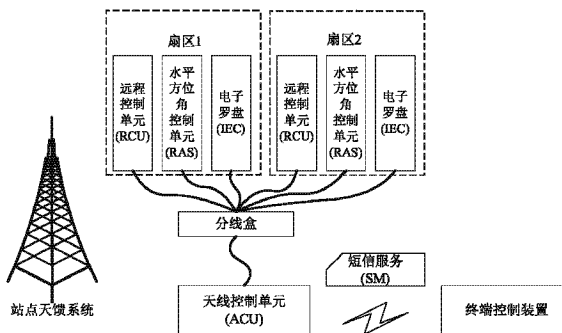 扇区1
扇区2
远程
控制
单元
(RCU)
水平
方位
角
控制
单元
(RAS)
电子
罗盘
(IEC)
远程
控制
单元
(RCU)
水平
方位
角
控制
单元
(RAS)
电子
罗盘
(IEC)
分线盒
短信服务
(SM)
站点天馈系统
天线控制单元
(ACU)
终端控制装置